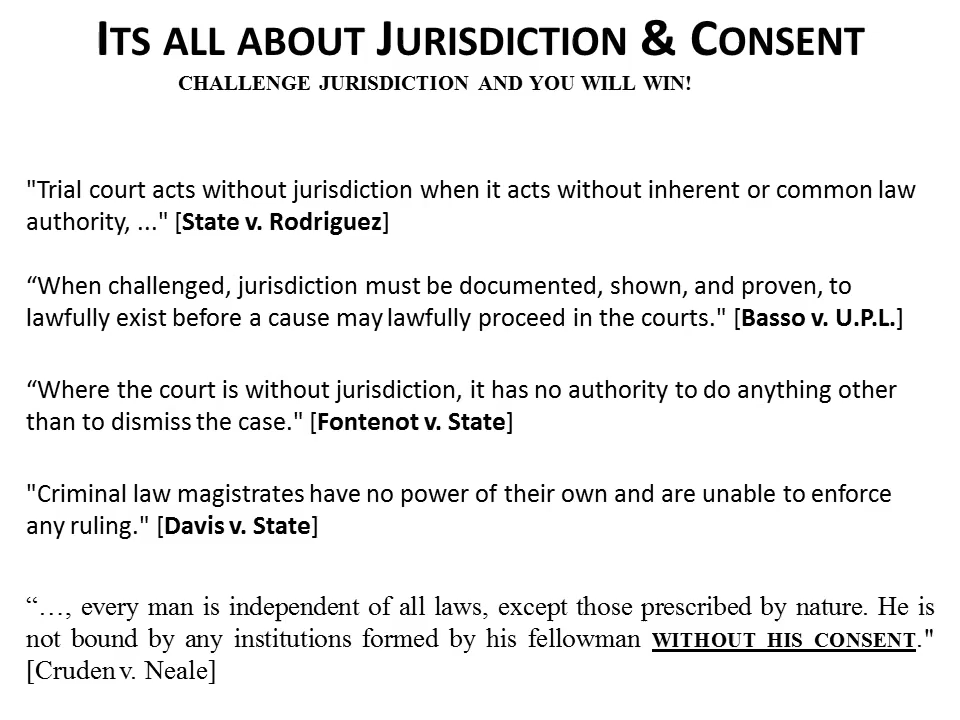 ITS ALL ABOUT JURISDICTION & CONSENT
CHALLENGE JURISDICTION AND YOU WILL WIN!
"Trial court acts without jurisdiction when it acts without inherent or common law
authority, ..." [State v. Rodriguez]
“When challenged, jurisdiction must be documented, shown, and proven, to
lawfully exist before a cause may lawfully proceed in the courts." [Basso v. U.P.L.]
“Where the court is without jurisdiction, it has no authority to do anything other
than to dismiss the case." [Fontenot v. State]
"Criminal law magistrates have no power of their own and are unable to enforce
any ruling." [Davis v. State]
“…, every man is independent of all laws, except those prescribed by nature. He is
not bound by any institutions formed by his fellowman WITHOUT HIS CONSENT."
[Cruden v. Neale]